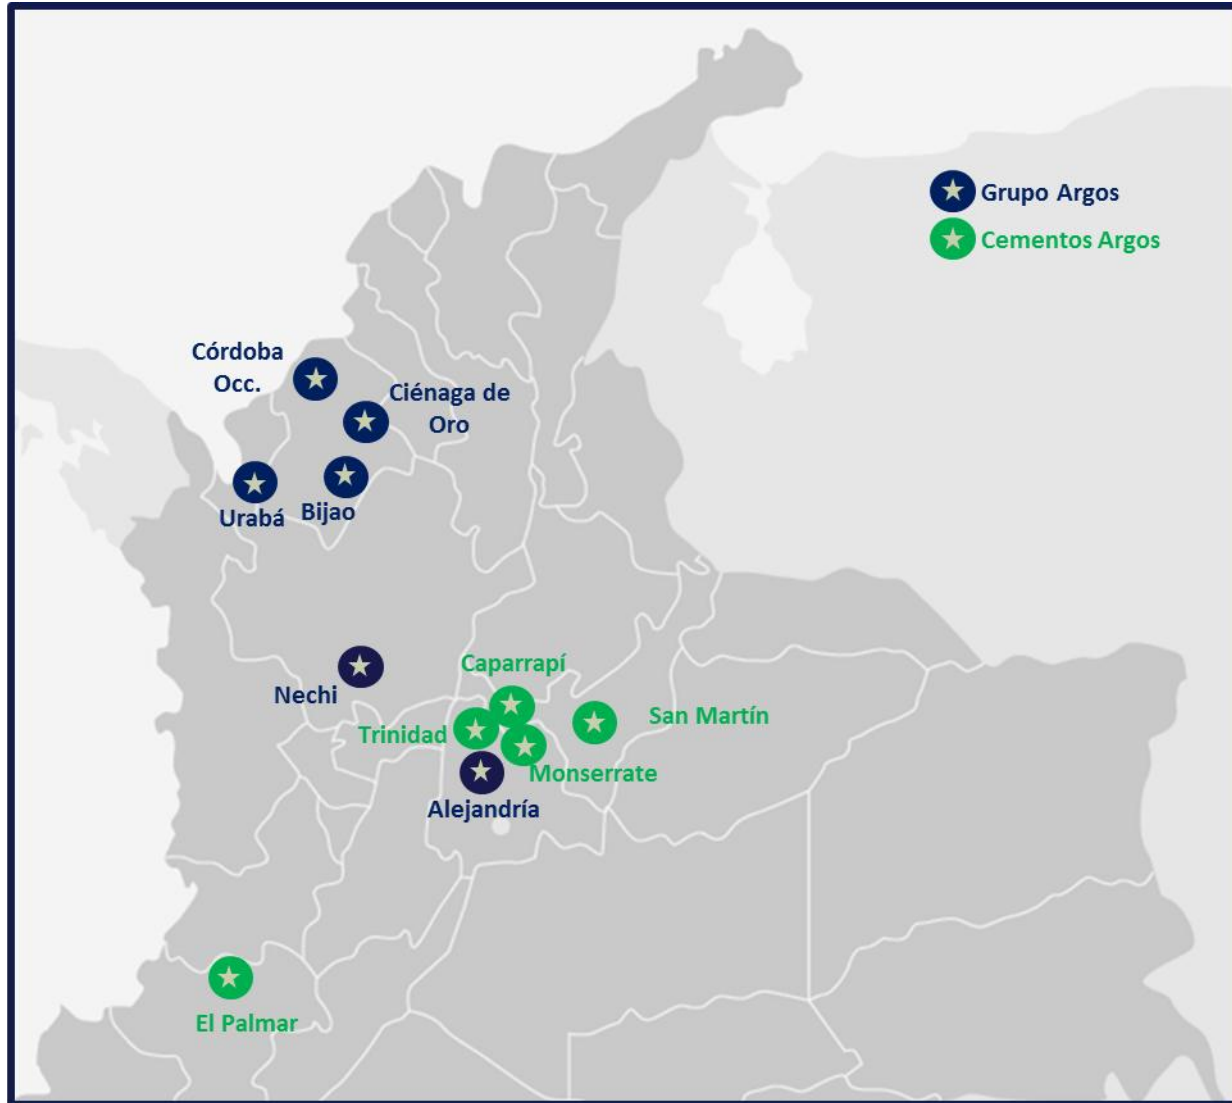 Grupo Argos
Cementos Argos
Córdoba
Occ.
Ciénaga de
Oro
Urabá
Bijao
Nechi
Caparrapí
Trinidad
San Martín
Monserrate
Alejandría
El Palmar